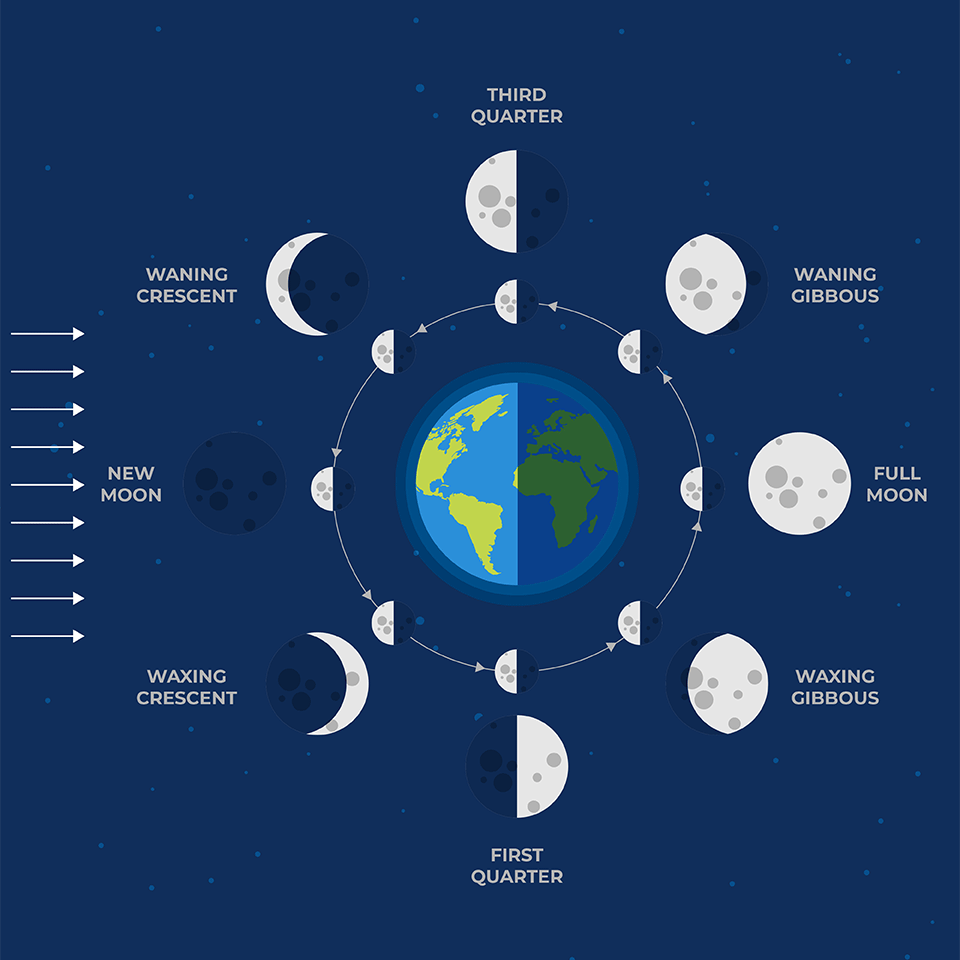 THIRD
QUARTER
WANING
CRESCENT
WANING
GIBBOUS
NEW
MOON
FULL
MOON
WAXING
CRESCENT
WAXING
GIBBOUS
FIRST
QUARTER